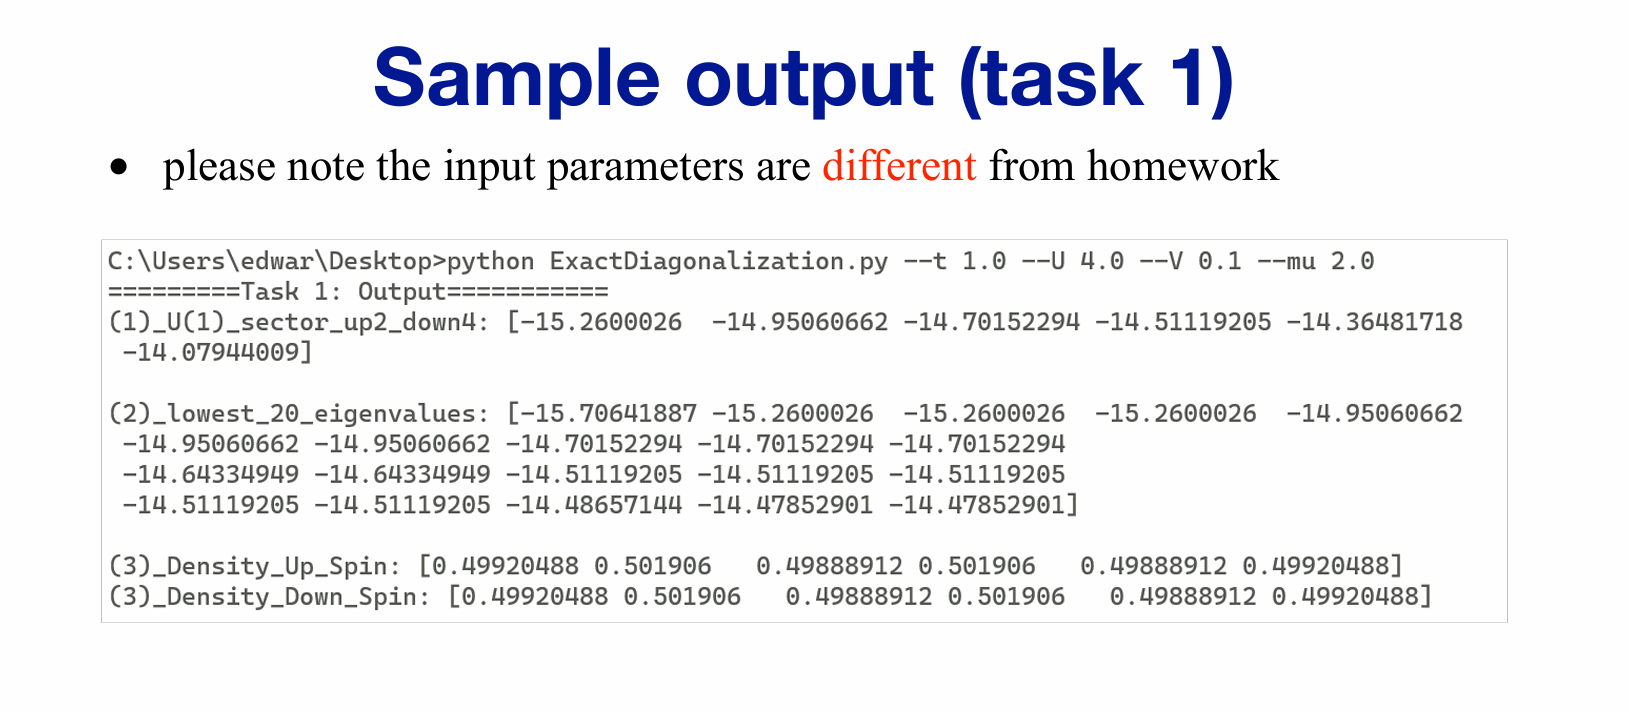 Sample output (task 1)
• please note the input parameters are different from homework
C:\Users\edwar\Desktop>python ExactDiagonalization.py --t 1.0 --U 4.0 --V 0.1 --mu 2.0
=========Task 1: Output===========
(1)_U(1)_sector_up2_down4: [-15.2600026  -14.95060662 -14.70152294 -14.51119205 -14.36481718
 -14.07944009]
(2)_lowest_20_eigenvalues: [-15.70641887 -15.2600026  -15.2600026  -15.2600026  -14.95060662
 -14.95060662 -14.95060662 -14.70152294 -14.70152294 -14.70152294
 -14.64334949 -14.64334949 -14.51119205 -14.51119205 -14.51119205
 -14.51119205 -14.51119205 -14.48657144 -14.47852901 -14.47852901]
(3)_Density_Up_Spin: [0.49920488 0.501906   0.49888912 0.501906   0.49888912 0.49920488]
(3)_Density_Down_Spin: [0.49920488 0.501906   0.49888912 0.501906   0.49888912 0.49920488]